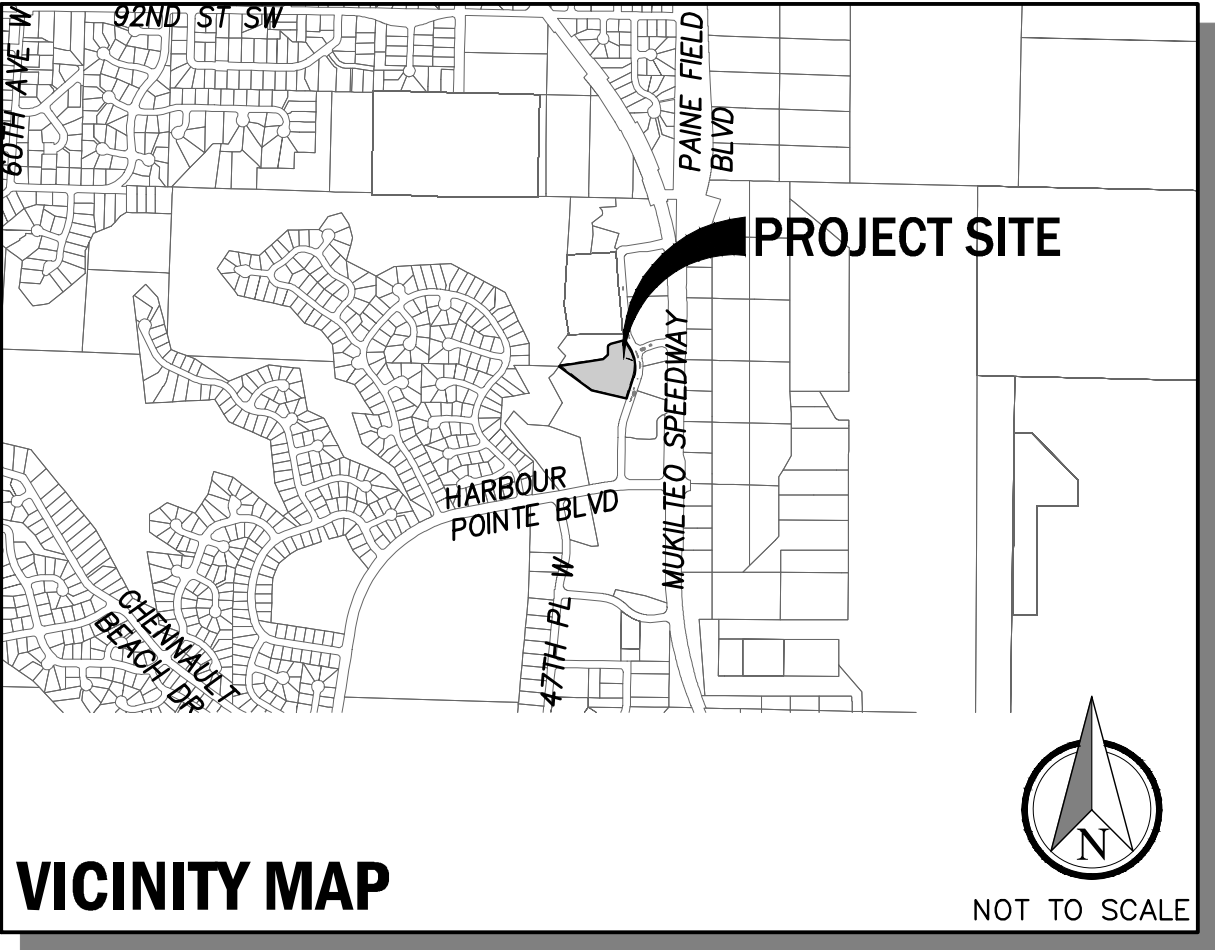 92ND ST SW
60TH AVE W
PAINE FIELD
BLVD
PROJECT SITE
MUKILTEO SPEEDWAY
HARBOUR
POINTE BLVD
47TH PL W
CHENNAULT
BEACH DR
N
VICINITY MAP
NOT TO SCALE